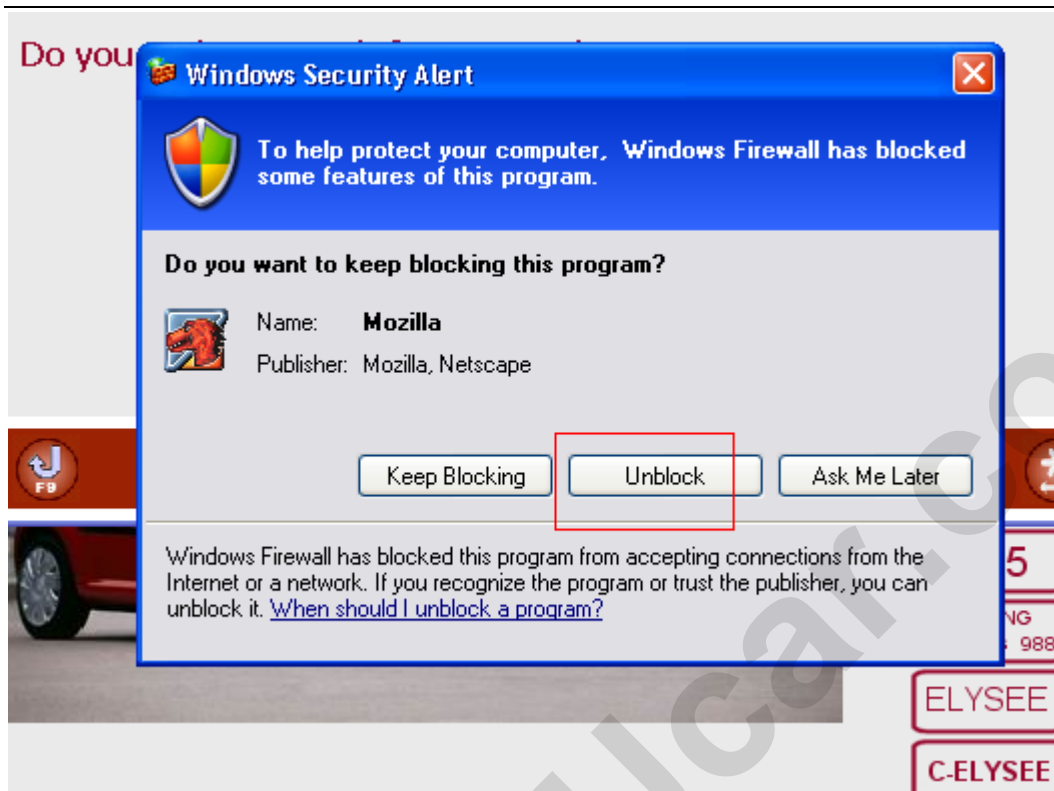 Do you
Windows Security Alert
To help protect your computer, Windows Firewall has blocked
some features of this program.
Do you want to keep blocking this program?
Name: Mozilla
Publisher: Mozilla, Netscape
F9
Keep Blocking Unblock Ask Me Later
Windows Firewall has blocked this program from accepting connections from the
Internet or a network. If you recognize the program or trust the publisher, you can
unblock it. When should I unblock a program?
5
NG
988
ELYSEE
C-ELYSEE
lcar.co